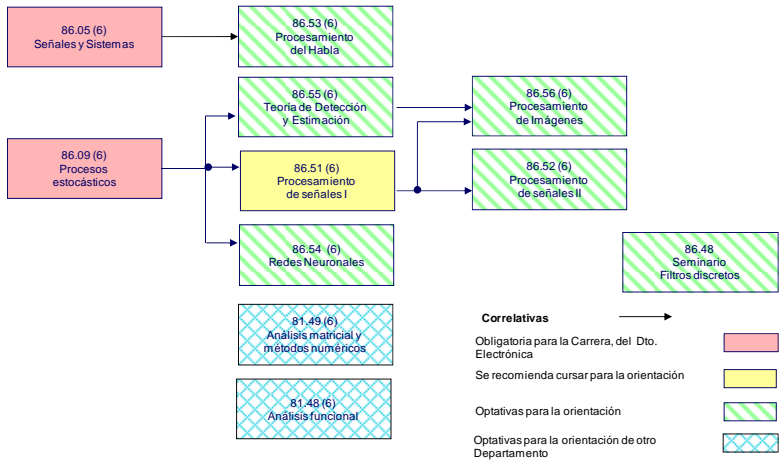 86.05 (6)
Señales y Sistemas
86.53 (6)
Procesamiento
del Habla
86.55 (6)
Teoría de Detección
y Estimación
86.56 (6)
Procesamiento
de Imágenes
86.09 (6)
Procesos
estocásticos
86.51 (6)
Procesamiento
de señales I
86.52 (6)
Procesamiento
de señales II
86.54 (6)
Redes Neuronales
86.48
Seminario
Filtros discretos
81.49 (6)
Análisis matricial y
métodos numéricos
81.48 (6)
Análisis funcional
Correlativas
Obligatoria para la Carrera, del Dto.
Electrónica
Se recomienda cursar para la orientación
Optativas para la orientación
Optativas para la orientación de otro
Departamento